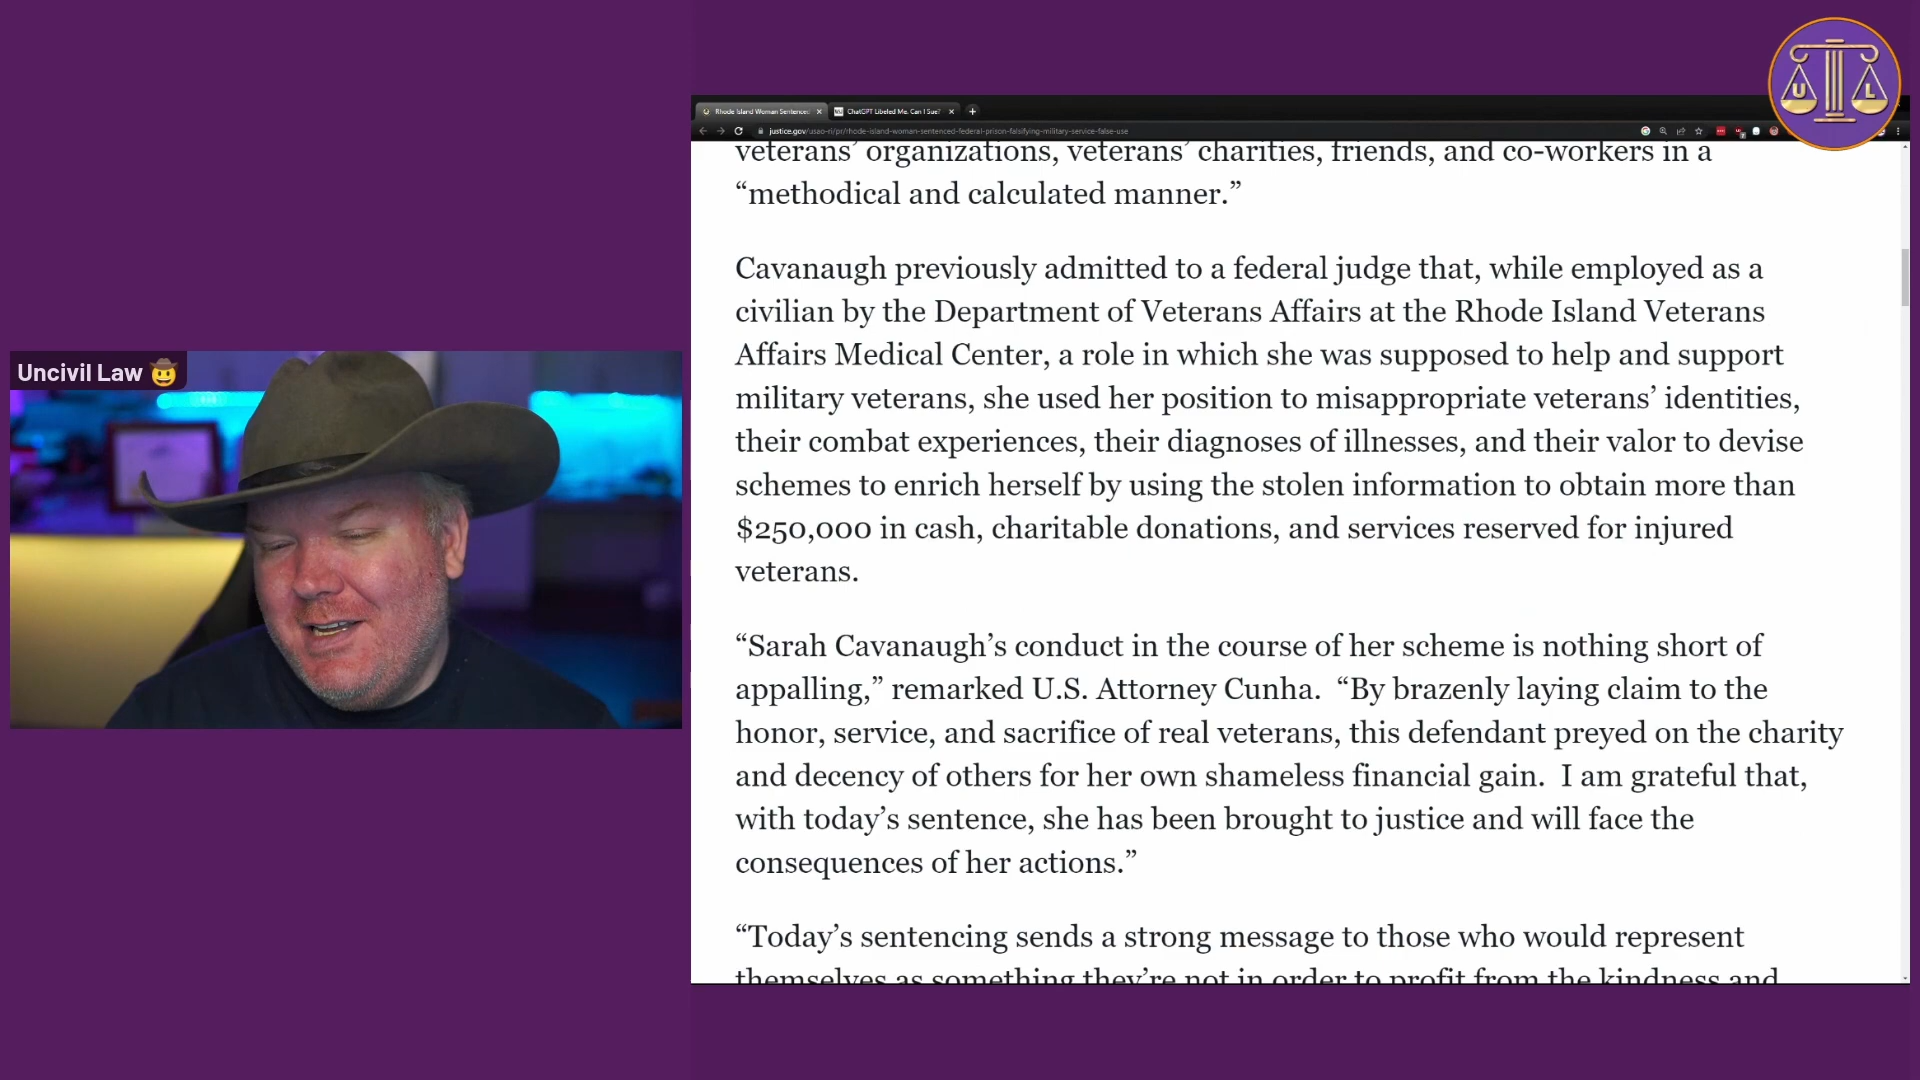 U L
Rhode Island Woman Sentenced
ChatGPT Libeled Me. Can I Sue?
justice.gov/usao-ri/pr/rhode-island-woman-sentenced-federal-prison-falsifying-military-service-false-use
veterans’ organizations, veterans’ charities, friends, and co-workers in a
“methodical and calculated manner.”
Cavanaugh previously admitted to a federal judge that, while employed as a
civilian by the Department of Veterans Affairs at the Rhode Island Veterans
Affairs Medical Center, a role in which she was supposed to help and support
military veterans, she used her position to misappropriate veterans’ identities,
their combat experiences, their diagnoses of illnesses, and their valor to devise
schemes to enrich herself by using the stolen information to obtain more than
$250,000 in cash, charitable donations, and services reserved for injured
veterans.
“Sarah Cavanaugh’s conduct in the course of her scheme is nothing short of
appalling,” remarked U.S. Attorney Cunha.  “By brazenly laying claim to the
honor, service, and sacrifice of real veterans, this defendant preyed on the charity
and decency of others for her own shameless financial gain.  I am grateful that,
with today’s sentence, she has been brought to justice and will face the
consequences of her actions.”
“Today’s sentencing sends a strong message to those who would represent
themselves as something they’re not in order to profit from the kindness and
Uncivil Law 🤠